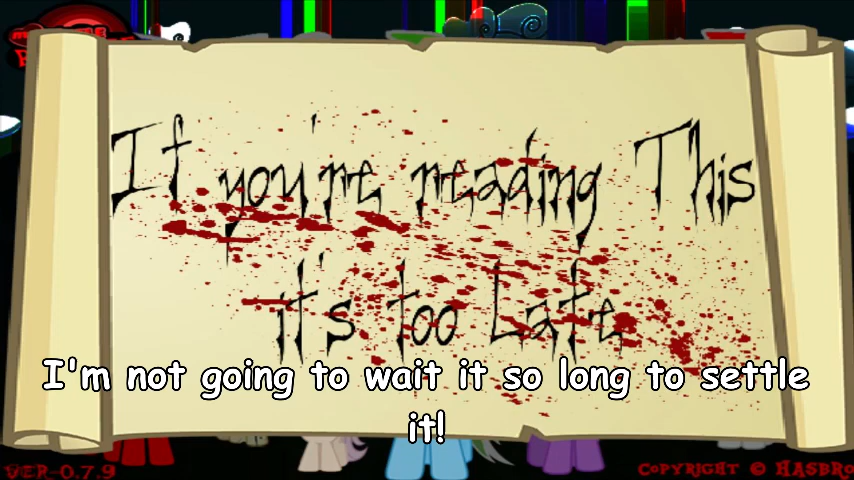 If you're reading This
it's too Late
I'm not going to wait it so long to settle
it!
VER-0.7.9
COPYRIGHT © HASBRO